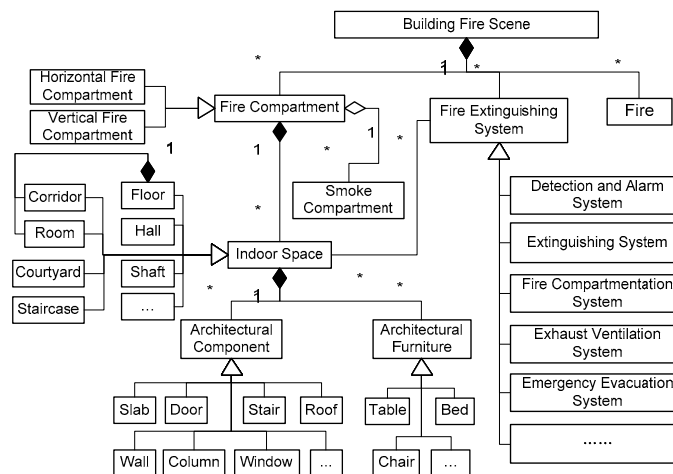 Building Fire Scene
*
1
*
*
Horizontal Fire
Compartment
Vertical Fire
Compartment
Fire Compartment
1
1
*
*
Fire Extinguishing
System
Fire
Smoke
Compartment
1
Corridor
Room
Courtyard
Staircase
Floor
Hall
Shaft
...
*
Indoor Space
*
1
*
*
Architectural
Component
Architectural
Furniture
Slab
Door
Stair
Roof
Wall
Column
Window
...
Table
Bed
Chair
...
Detection and Alarm
System
Extinguishing System
Fire Compartmentation
System
Exhaust Ventilation
System
Emergency Evacuation
System
......